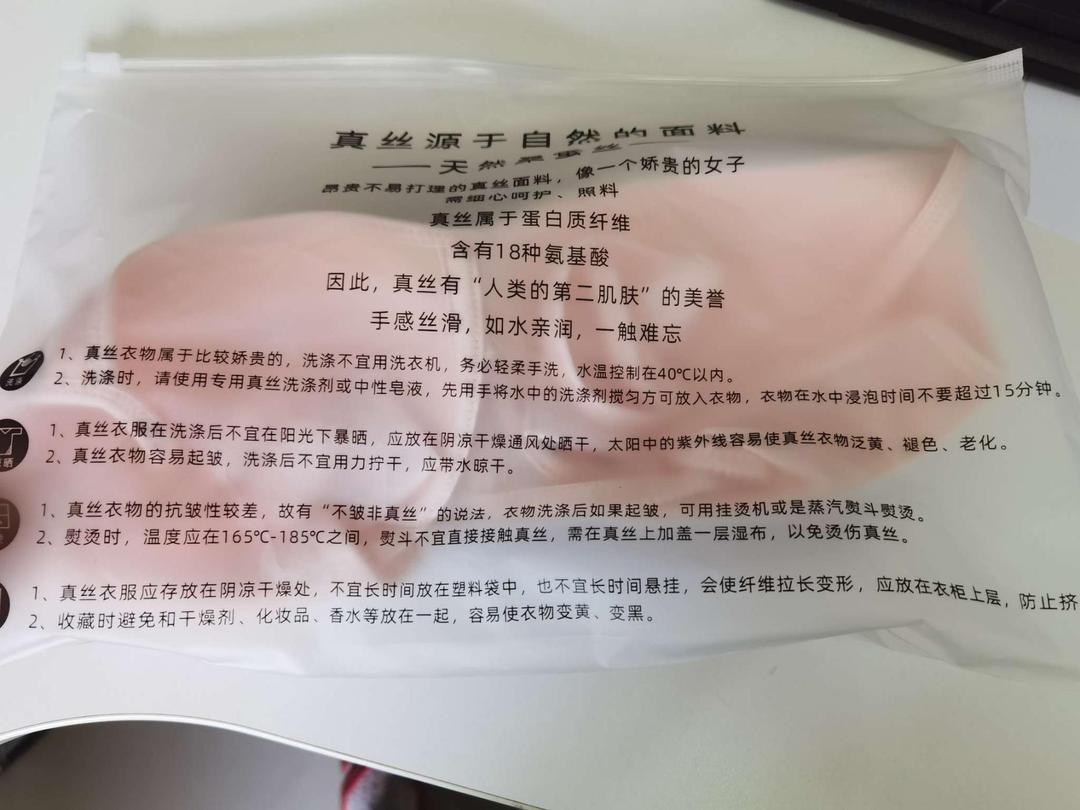 真丝源于自然的面料
——天然柔蛋丝——
昂贵不易打理的真丝面料，像一个娇贵的女子
需细心呵护、照料
真丝属于蛋白质纤维
含有18种氨基酸
因此，真丝有“人类的第二肌肤”的美誉
手感丝滑，如水亲润，一触难忘
洗涤
1、真丝衣物属于比较娇贵的，洗涤不宜用洗衣机，务必轻柔手洗，水温控制在40℃以内。
2、洗涤时，请使用专用真丝洗涤剂或中性皂液，先用手将水中的洗涤剂搅匀方可放入衣物，衣物在水中浸泡时间不要超过15分钟。
晒
1、真丝衣服在洗涤后不宜在阳光下暴晒，应放在阴凉干燥通风处晒干，太阳中的紫外线容易使真丝衣物泛黄、褪色、老化。
2、真丝衣物容易起皱，洗涤后不宜用力拧干，应带水晾干。
1、真丝衣物的抗皱性较差，故有“不皱非真丝”的说法，衣物洗涤后如果起皱，可用挂烫机或是蒸汽熨斗熨烫。
2、熨烫时，温度应在165℃-185℃之间，熨斗不宜直接接触真丝，需在真丝上加盖一层湿布，以免烫伤真丝。
1、真丝衣服应存放在阴凉干燥处，不宜长时间放在塑料袋中，也不宜长时间悬挂，会使纤维拉长变形，应放在衣柜上层，防止挤
2、收藏时避免和干燥剂、化妆品、香水等放在一起，容易使衣物变黄、变黑。